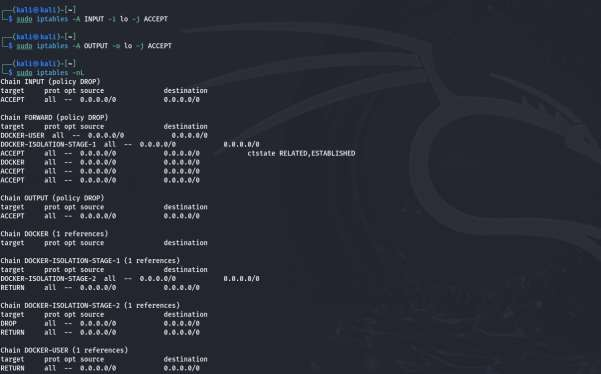 ┌──(kali㉿kali)-[~]
└─$ sudo iptables -A INPUT -i lo -j ACCEPT
┌──(kali㉿kali)-[~]
└─$ sudo iptables -A OUTPUT -o lo -j ACCEPT
┌──(kali㉿kali)-[~]
└─$ sudo iptables -nL
Chain INPUT (policy DROP)
target     prot opt source               destination
ACCEPT     all  --  0.0.0.0/0            0.0.0.0/0
Chain FORWARD (policy DROP)
target     prot opt source               destination
DOCKER-USER  all  --  0.0.0.0/0            0.0.0.0/0
DOCKER-ISOLATION-STAGE-1  all  --  0.0.0.0/0            0.0.0.0/0
ACCEPT     all  --  0.0.0.0/0            0.0.0.0/0            ctstate RELATED,ESTABLISHED
DOCKER     all  --  0.0.0.0/0            0.0.0.0/0
ACCEPT     all  --  0.0.0.0/0            0.0.0.0/0
ACCEPT     all  --  0.0.0.0/0            0.0.0.0/0
Chain OUTPUT (policy DROP)
target     prot opt source               destination
ACCEPT     all  --  0.0.0.0/0            0.0.0.0/0
Chain DOCKER (1 references)
target     prot opt source               destination
Chain DOCKER-ISOLATION-STAGE-1 (1 references)
target     prot opt source               destination
DOCKER-ISOLATION-STAGE-2  all  --  0.0.0.0/0            0.0.0.0/0
RETURN     all  --  0.0.0.0/0            0.0.0.0/0
Chain DOCKER-ISOLATION-STAGE-2 (1 references)
target     prot opt source               destination
DROP       all  --  0.0.0.0/0            0.0.0.0/0
RETURN     all  --  0.0.0.0/0            0.0.0.0/0
Chain DOCKER-USER (1 references)
target     prot opt source               destination
RETURN     all  --  0.0.0.0/0            0.0.0.0/0